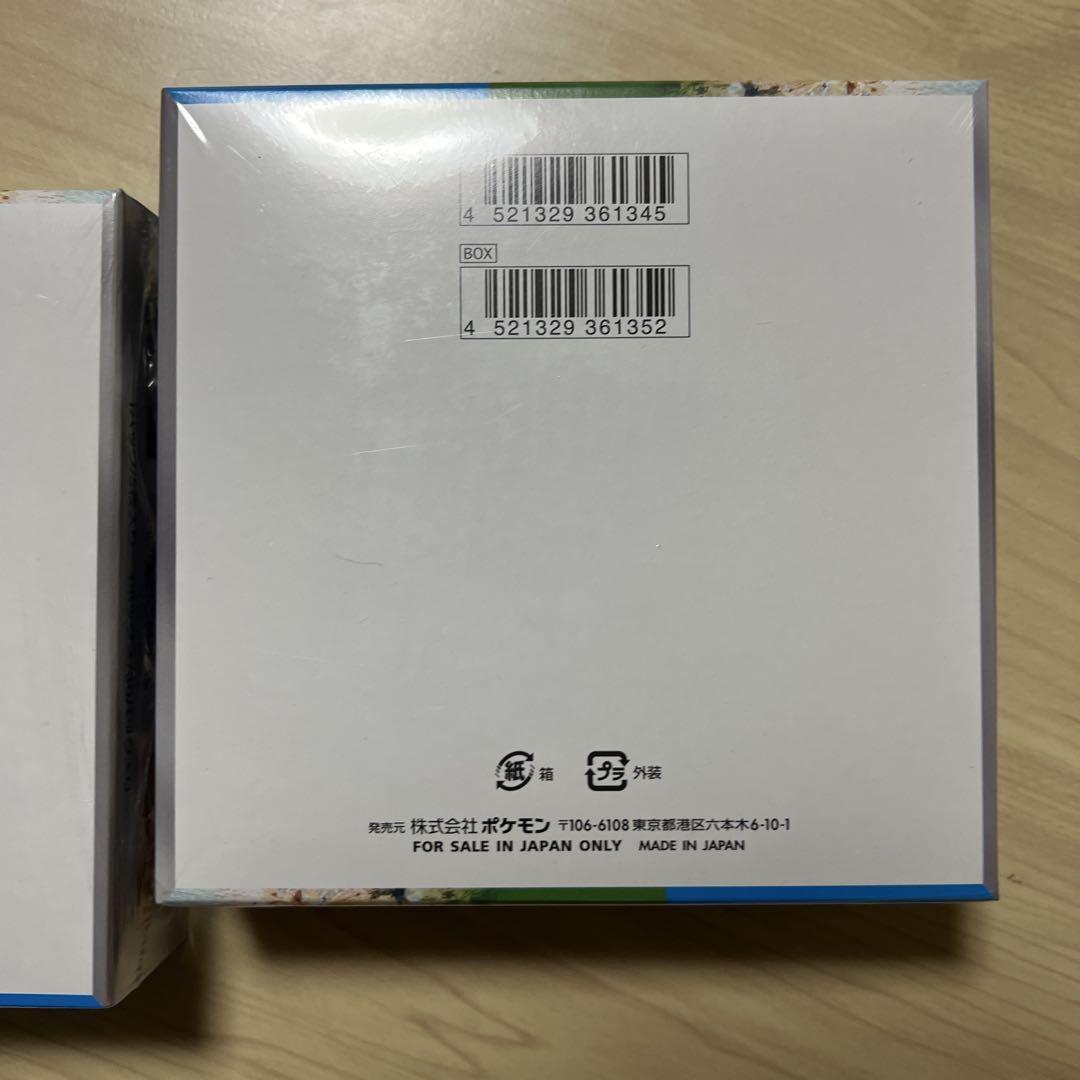 4 521329 361345
BOX
4 521329 361352
紙 箱 プラ 外装
発売元 株式会社 ポケモン 〒106-6108 東京都港区六本木6-10-1
FOR SALE IN JAPAN ONLY MADE IN JAPAN